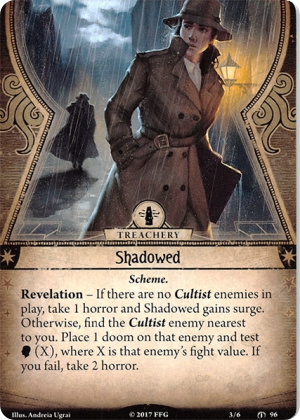 TREACHERY
Shadowed
Scheme.
Revelation – If there are no Cultist enemies in
play, take 1 horror and Shadowed gains surge.
Otherwise, find the Cultist enemy nearest
to you. Place 1 doom on that enemy and test
(X), where X is that enemy's fight value. If
you fail, take 2 horror.
Illus. Andreia Ugrai
© 2017 FFG
3/6
96